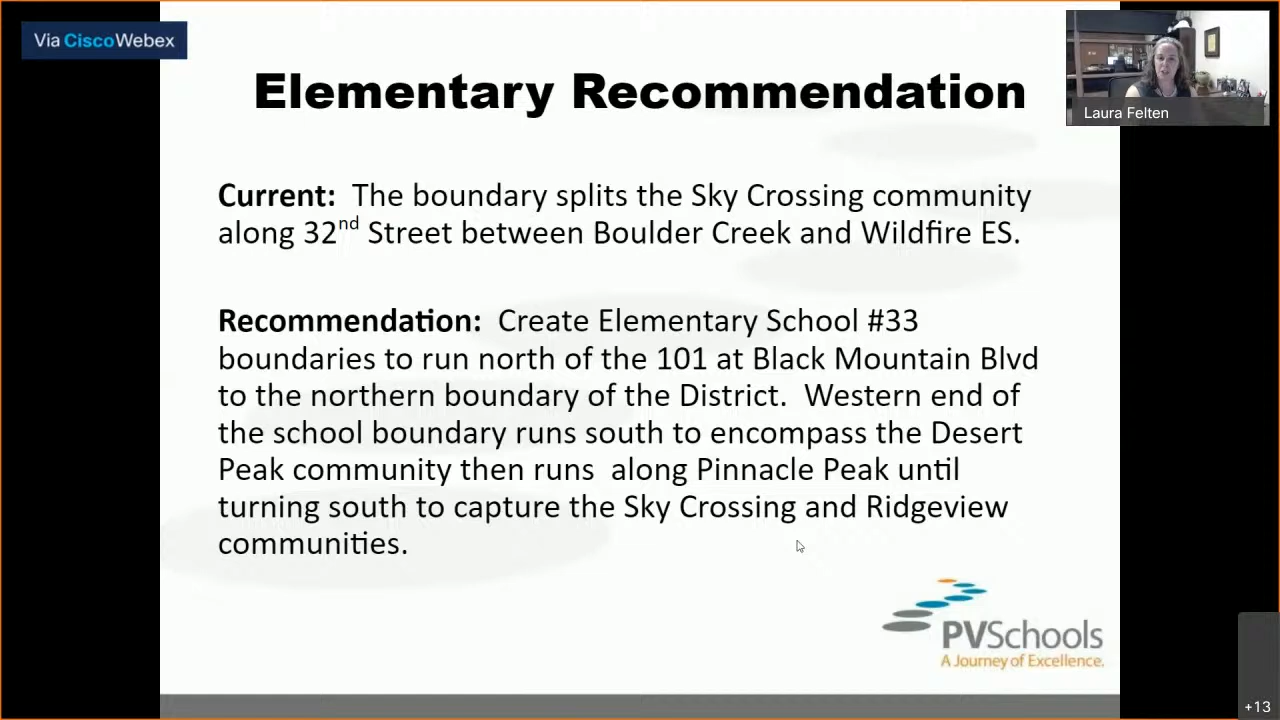 Via CiscoWebex
Elementary Recommendation
Laura Felten
Current: The boundary splits the Sky Crossing community
along 32nd Street between Boulder Creek and Wildfire ES.
Recommendation: Create Elementary School #33
boundaries to run north of the 101 at Black Mountain Blvd
to the northern boundary of the District. Western end of
the school boundary runs south to encompass the Desert
Peak community then runs along Pinnacle Peak until
turning south to capture the Sky Crossing and Ridgeview
communities.
PVSchools
A Journey of Excellence.
+13